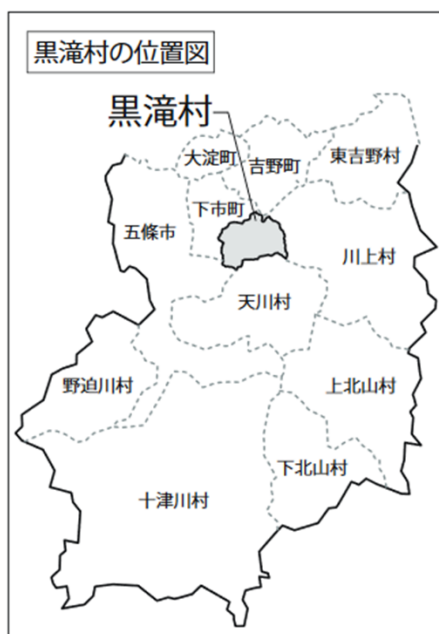 黒滝村の位置図
黒滝村
大淀町
吉野町
東吉野村
下市町
五條市
川上村
天川村
野迫川村
上北山村
下北山村
十津川村